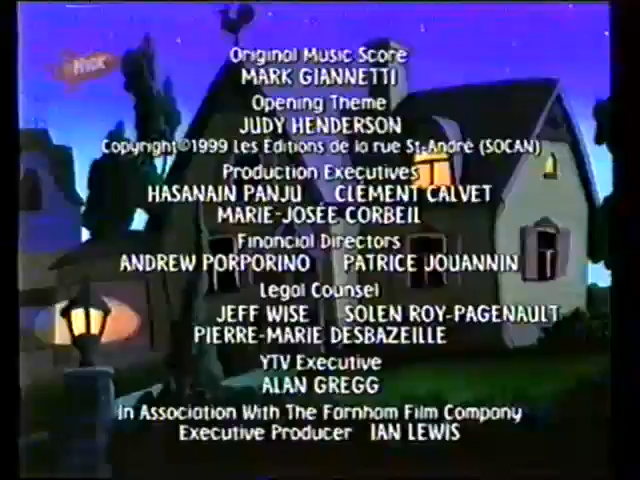 Nick
Original Music Score
MARK GIANNETTI
Opening Theme
JUDY HENDERSON
Copyright©1999 Les Éditions de la rue St-André (SOCAN)
Production Executives
HASANAIN PANJU CLÉMENT CALVET
MARIE-JOSÉE CORBEIL
Financial Directors
ANDREW PORPORINO PATRICE JOUANNIN
Legal Counsel
JEFF WISE SOLEN ROY-PAGENAULT
PIERRE-MARIE DESBAZEILLE
YTV Executive
ALAN GREGG
In Association With The Farnham Film Company
Executive Producer IAN LEWIS